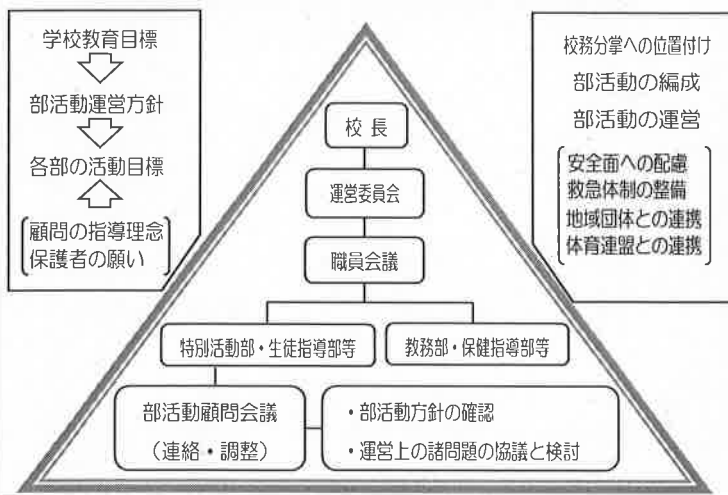 学校教育目標
部活動運営方針
各部の活動目標
顧問の指導理念
保護者の願い
校務分掌への位置付け
部活動の編成
部活動の運営
安全面への配慮
救急体制の整備
地域団体との連携
体育連盟との連携
校長
運営委員会
職員会議
特別活動部・生徒指導部等
教務部・保健指導部等
部活動顧問会議
（連絡・調整）
・部活動方針の確認
・運営上の諸問題の協議と検討